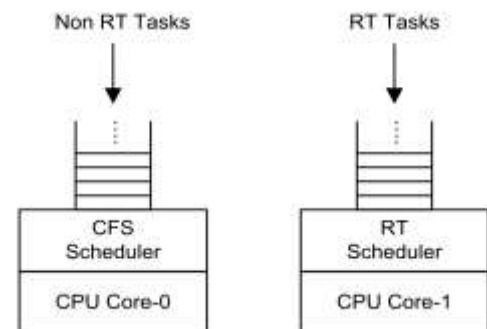 Non RT Tasks
RT Tasks
CFS
Scheduler
CPU Core-0
RT
Scheduler
CPU Core-1